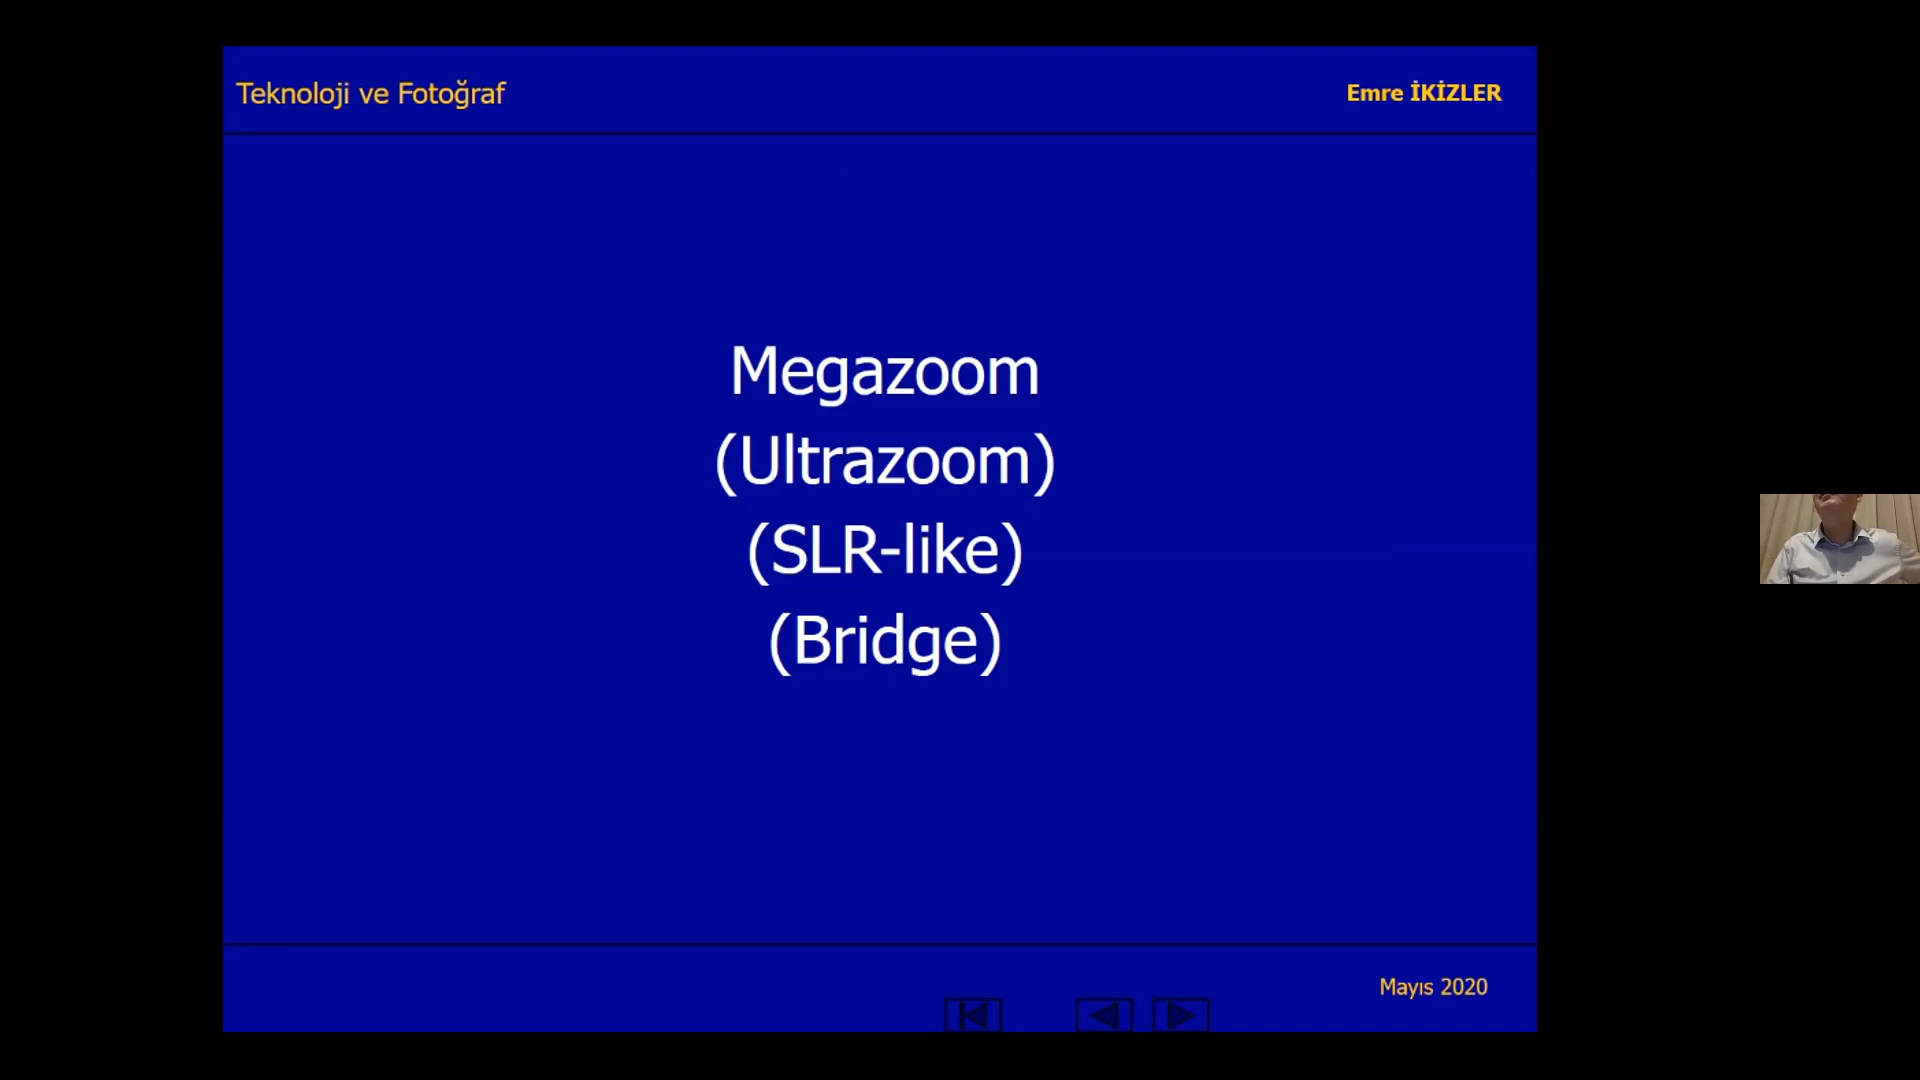 Teknoloji ve Fotoğraf
Emre İKİZLER
Megazoom
(Ultrazoom)
(SLR-like)
(Bridge)
Mayıs 2020